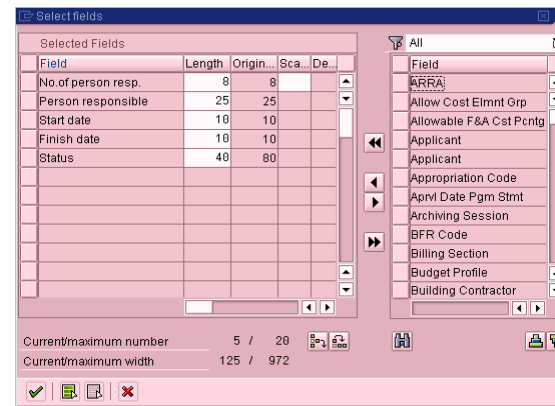 Select fields
Selected Fields
All
Field Length Origin... Sca... De...
Field
No.of person resp. 8 8
ARRA
Person responsible 25 25
Allow Cost Elmnt Grp
Start date 10 10
Allowable F&A Cst Pcntg
Finish date 10 10
Applicant
Status 40 80
Applicant
Appropriation Code
Aprvl Date Pgm Stmt
Archiving Session
BFR Code
Billing Section
Budget Profile
Building Contractor
Current/maximum number 5 / 20
Current/maximum width 125 / 972